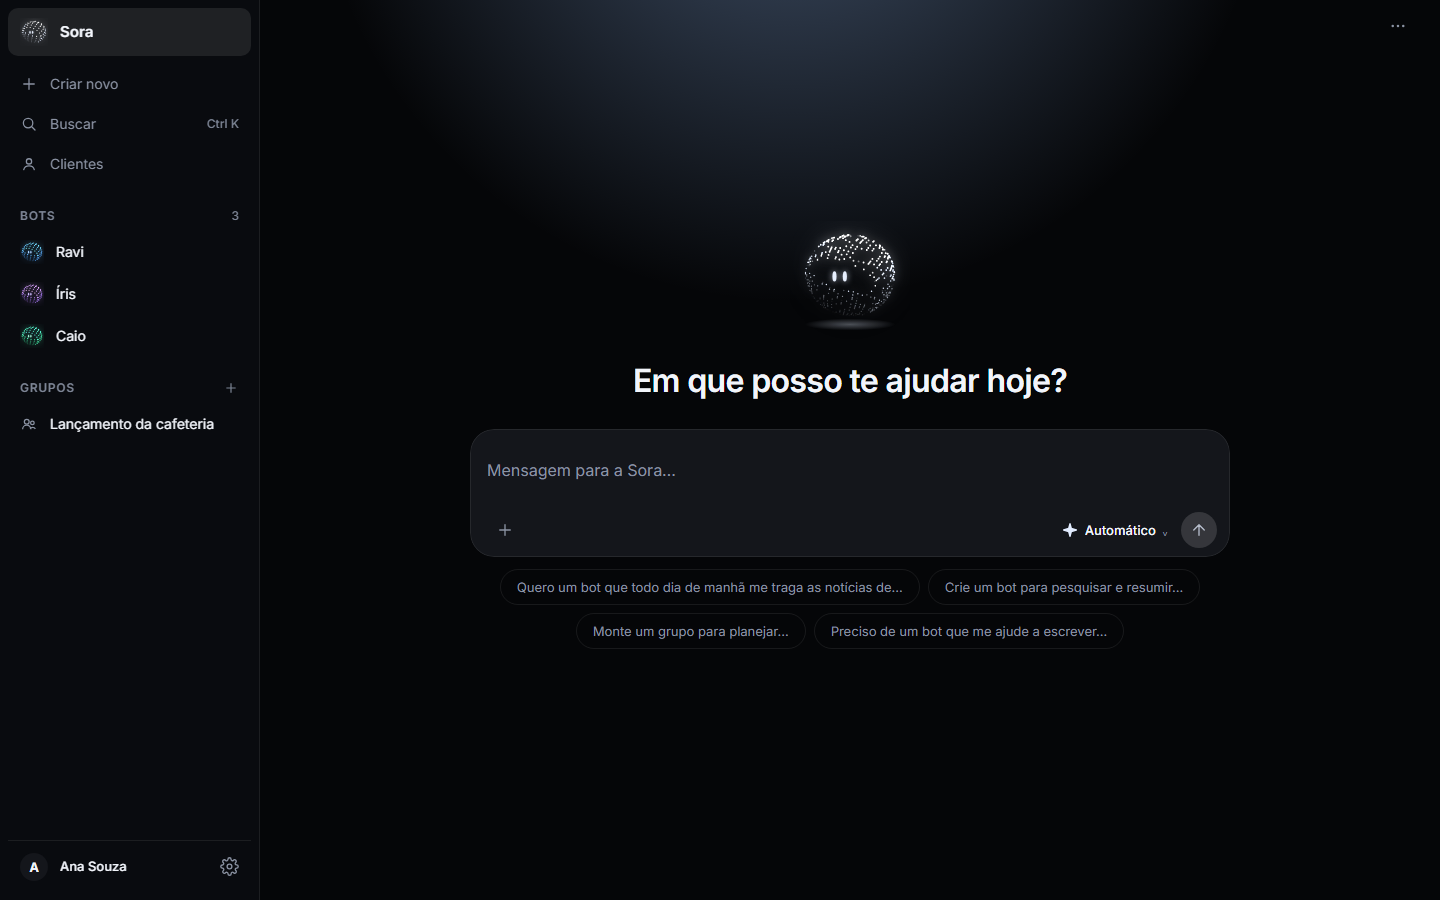 Sora
Criar novo
Buscar Ctrl K
Clientes
BOTS 3
Ravi
Íris
Caio
GRUPOS
Lançamento da cafeteria
Ana Souza
A
Em que posso te ajudar hoje?
Mensagem para a Sora...
Automático
Quero um bot que todo dia de manhã me traga as notícias de...
Crie um bot para pesquisar e resumir...
Monte um grupo para planejar...
Preciso de um bot que me ajude a escrever...